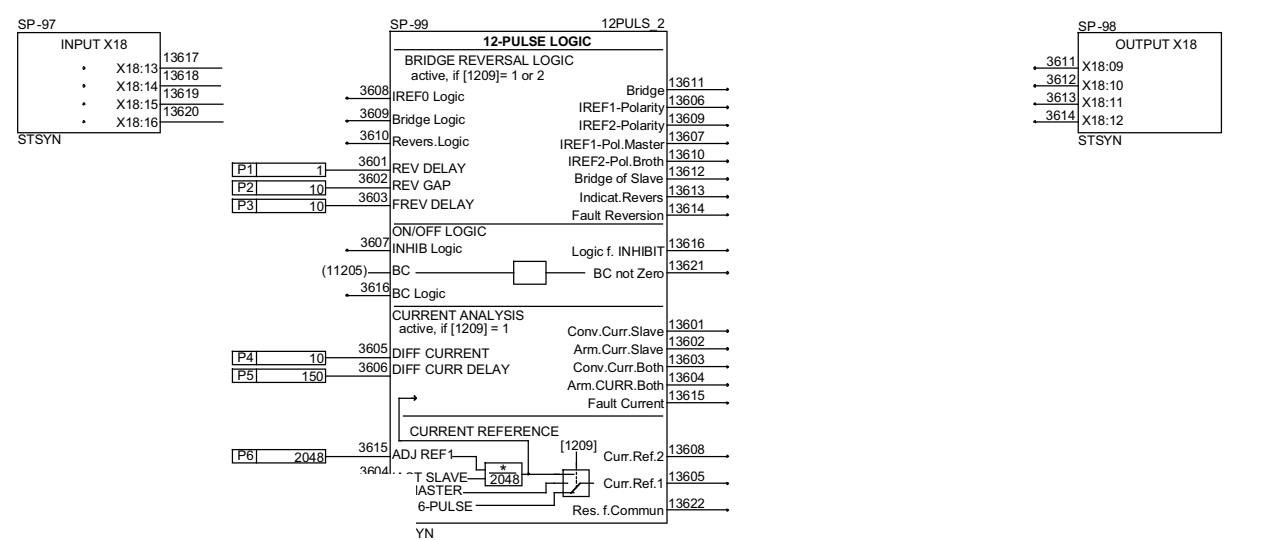 SP-97
INPUT X18
X18:13 13617
X18:14 13618
X18:15 13619
X18:16 13620
STSYN
SP-99 12PULS_2
12-PULSE LOGIC
BRIDGE REVERSAL LOGIC
active, if [1209]= 1 or 2
Bridge 13611
3608 IREF0 Logic
IREF1-Polarity 13606
3609 Bridge Logic
IREF2-Polarity 13609
3610 Revers.Logic
IREF1-Pol.Master 13607
IREF2-Pol.Broth 13610
P1 1 3601 REV DELAY
Bridge of Slave 13612
P2 10 3602 REV GAP
Indicat.Revers 13613
P3 10 3603 FREV DELAY
Fault Reversion 13614
ON/OFF LOGIC
3607 INHIB Logic
Logic f. INHIBIT 13616
(11205) BC
BC not Zero 13621
3616 BC Logic
CURRENT ANALYSIS
active, if [1209] = 1
Conv.Curr.Slave 13601
Arm.Curr.Slave 13602
P4 10 3605 DIFF CURRENT
Conv.Curr.Both 13603
P5 150 3606 DIFF CURR DELAY
Arm.CURR.Both 13604
Fault Current 13615
CURRENT REFERENCE
[1209]
P6 2048 3615 ADJ REF1
Curr.Ref.2 13608
*
2048
SLAVE
Curr.Ref.1 13605
6-PULSE
Res. f.Commun 13622
YN
SP-98
OUTPUT X18
3611 X18:09
3612 X18:10
3613 X18:11
3614 X18:12
STSYN